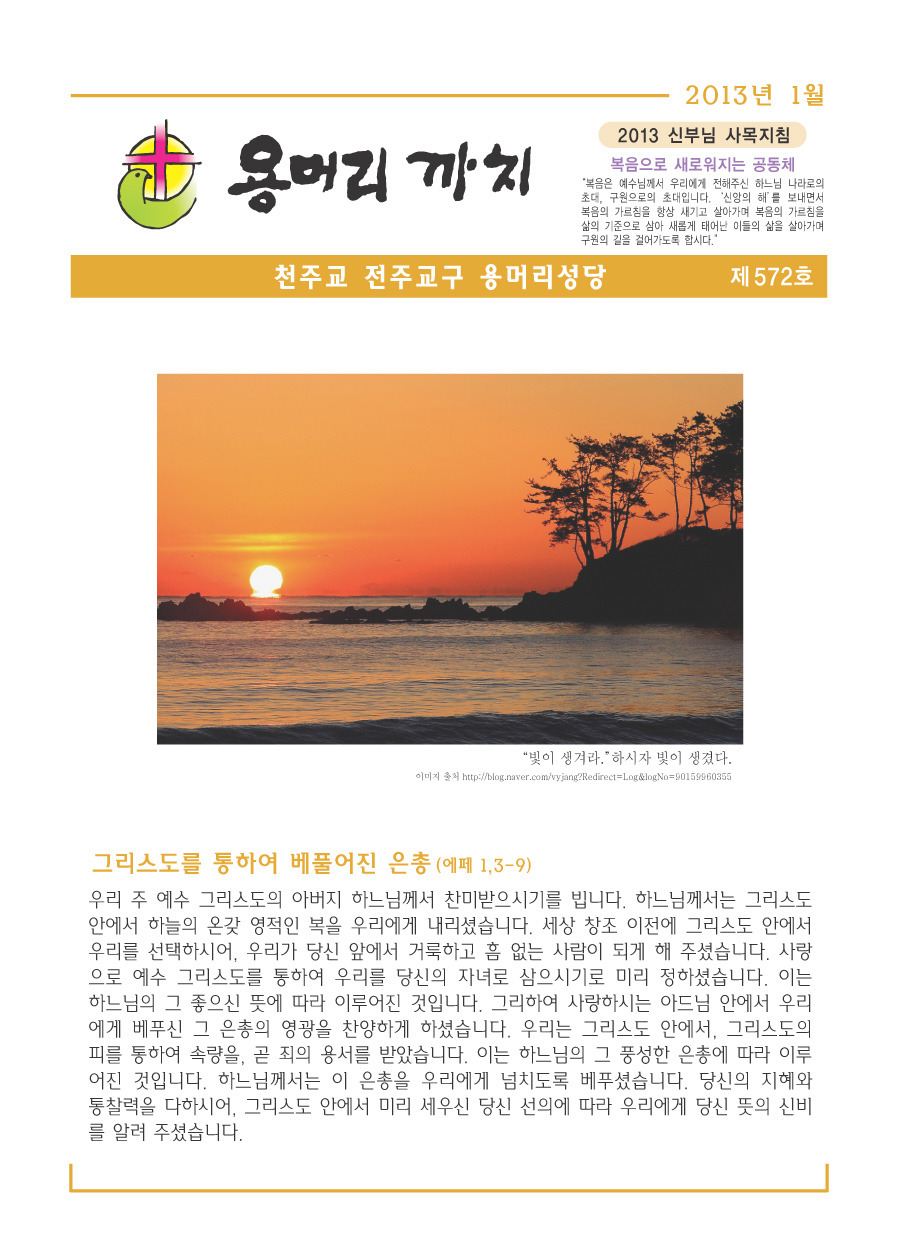 2013년 1월
용머리 까치
2013 신부님 사목지침
복음으로 새로워지는 공동체
"복음은 예수님께서 우리에게 전해주신 하느님 나라로의
초대, 구원으로의 초대입니다. '신앙의 해'를 보내면서
복음의 가르침을 항상 새기고 살아가며 복음의 가르침을
삶의 기준으로 삼아 새롭게 태어난 이들의 삶을 살아가며
구원의 길을 걸어가도록 합시다."
천주교 전주교구 용머리성당
제572호
"빛이 생겨라."하시자 빛이 생겼다.
이미지 출처 http://blog.naver.com/vyjang?Redirect=Log&logNo=90159960355
그리스도를 통하여 베풀어진 은총 (에페 1,3-9)
우리 주 예수 그리스도의 아버지 하느님께서 찬미받으시기를 빕니다. 하느님께서는 그리스도
안에서 하늘의 온갖 영적인 복을 우리에게 내리셨습니다. 세상 창조 이전에 그리스도 안에서
우리를 선택하시어, 우리가 당신 앞에서 거룩하고 흠 없는 사람이 되게 해 주셨습니다. 사랑
으로 예수 그리스도를 통하여 우리를 당신의 자녀로 삼으시기로 미리 정하셨습니다. 이는
하느님의 그 좋으신 뜻에 따라 이루어진 것입니다. 그리하여 사랑하시는 아드님 안에서 우리
에게 베푸신 그 은총의 영광을 찬양하게 하셨습니다. 우리는 그리스도 안에서, 그리스도의
피를 통하여 속량을, 곧 죄의 용서를 받았습니다. 이는 하느님의 그 풍성한 은총에 따라 이루
어진 것입니다. 하느님께서는 이 은총을 우리에게 넘치도록 베푸셨습니다. 당신의 지혜와
통찰력을 다하시어, 그리스도 안에서 미리 세우신 당신 선의에 따라 우리에게 당신 뜻의 신비
를 알려 주셨습니다.